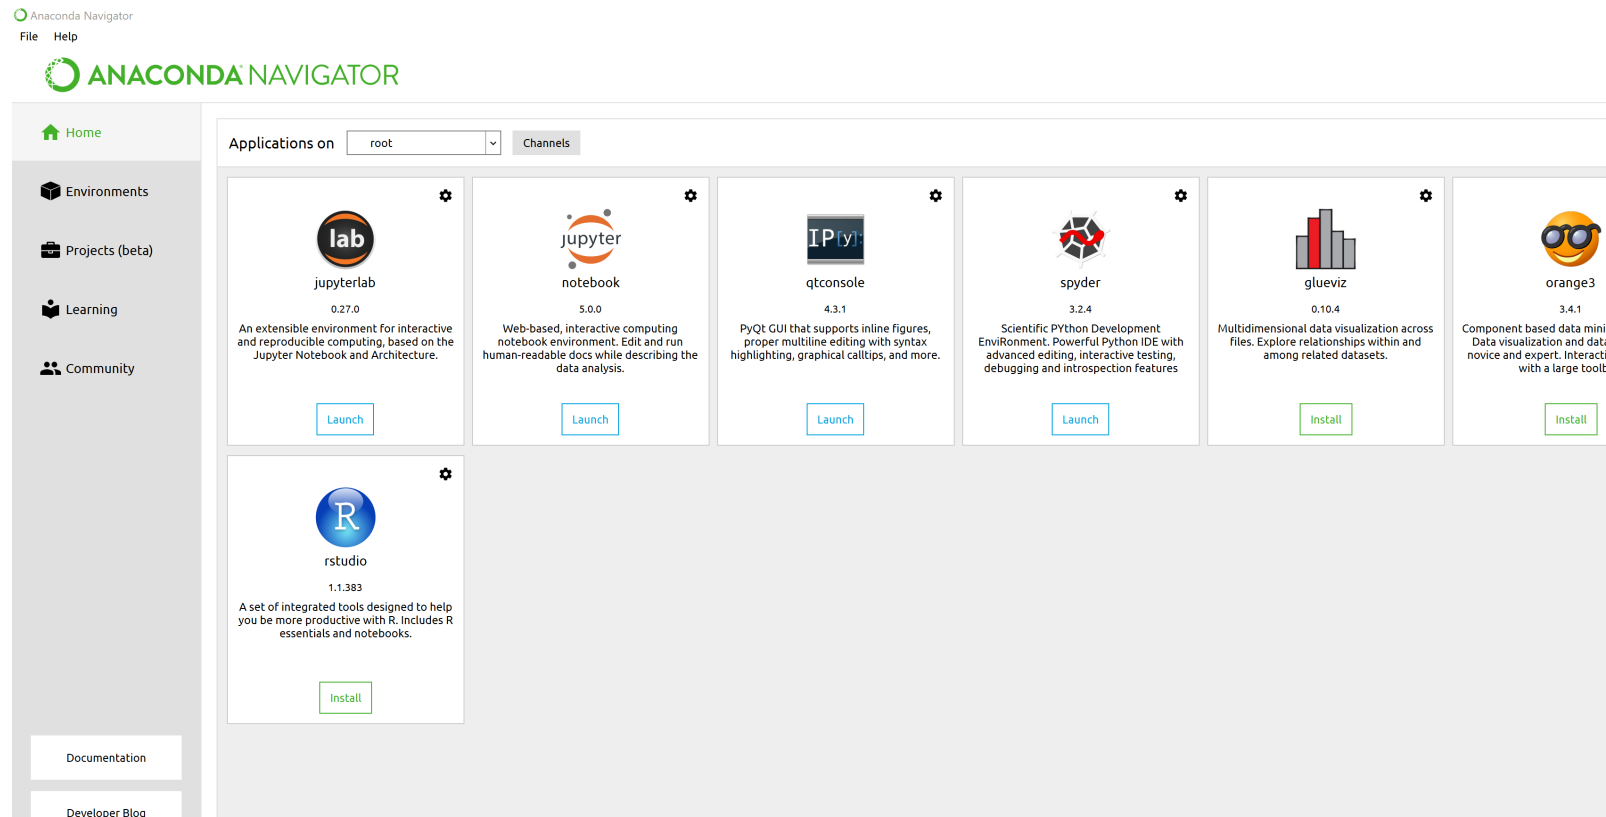 Anaconda Navigator
File Help
ANACONDA NAVIGATOR
Home
Environments
Projects (beta)
Learning
Community
Documentation
Developer Blog
Applications on root Channels
lab
jupyterlab
0.27.0
An extensible environment for interactive
and reproducible computing, based on the
Jupyter Notebook and Architecture.
Launch
jupyter
notebook
5.0.0
Web-based, interactive computing
notebook environment. Edit and run
human-readable docs while describing the
data analysis.
Launch
IP[y]:
qtconsole
4.3.1
PyQt GUI that supports inline figures,
proper multiline editing with syntax
highlighting, graphical calltips, and more.
Launch
spyder
3.2.4
Scientific PYthon Development
EnviRonment. Powerful Python IDE with
advanced editing, interactive testing,
debugging and introspection features
Launch
glueviz
0.10.4
Multidimensional data visualization across
files. Explore relationships within and
among related datasets.
Install
orange3
3.4.1
Component based data mini
Data visualization and data
novice and expert. Interacti
with a large toolb
Install
R
rstudio
1.1.383
A set of integrated tools designed to help
you be more productive with R. Includes R
essentials and notebooks.
Install